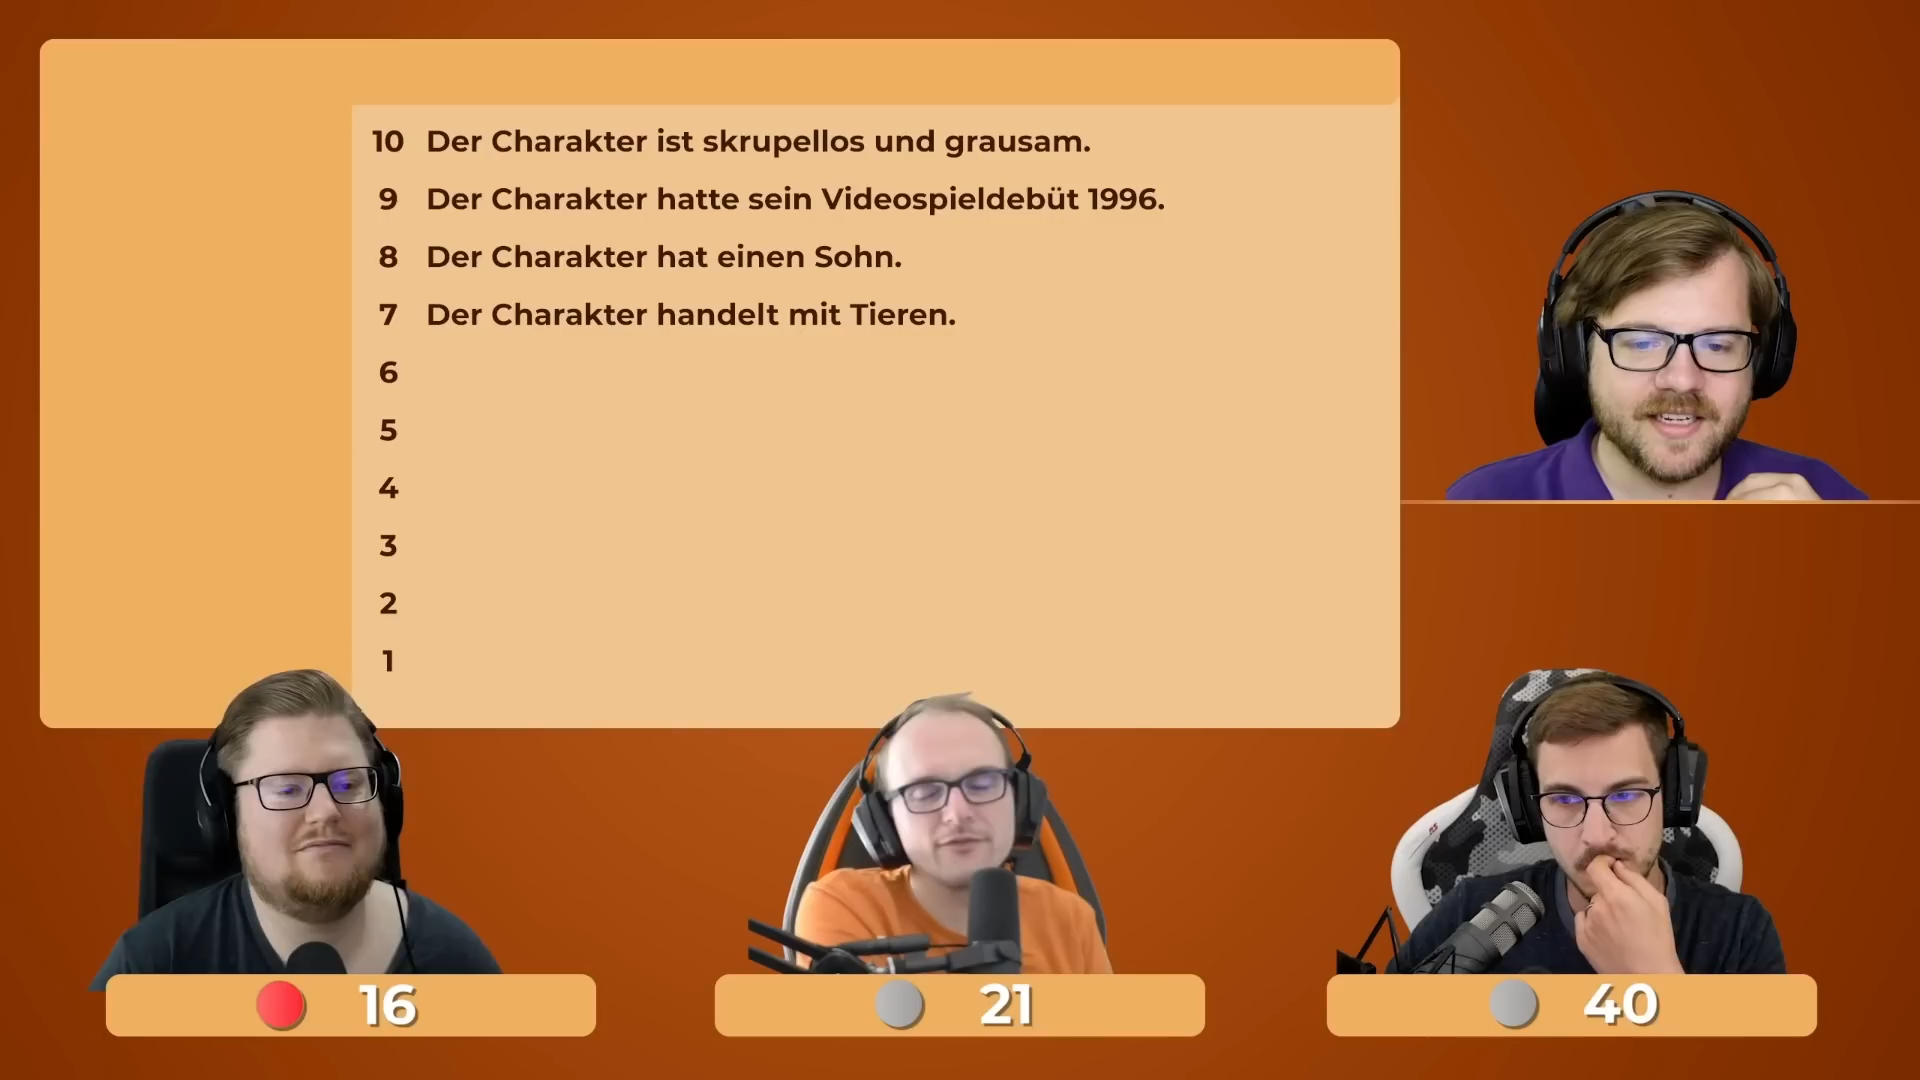 10 Der Charakter ist skrupellos und grausam.
9 Der Charakter hatte sein Videospieldebüt 1996.
8 Der Charakter hat einen Sohn.
7 Der Charakter handelt mit Tieren.
6
5
4
3
2
1
16
21
40